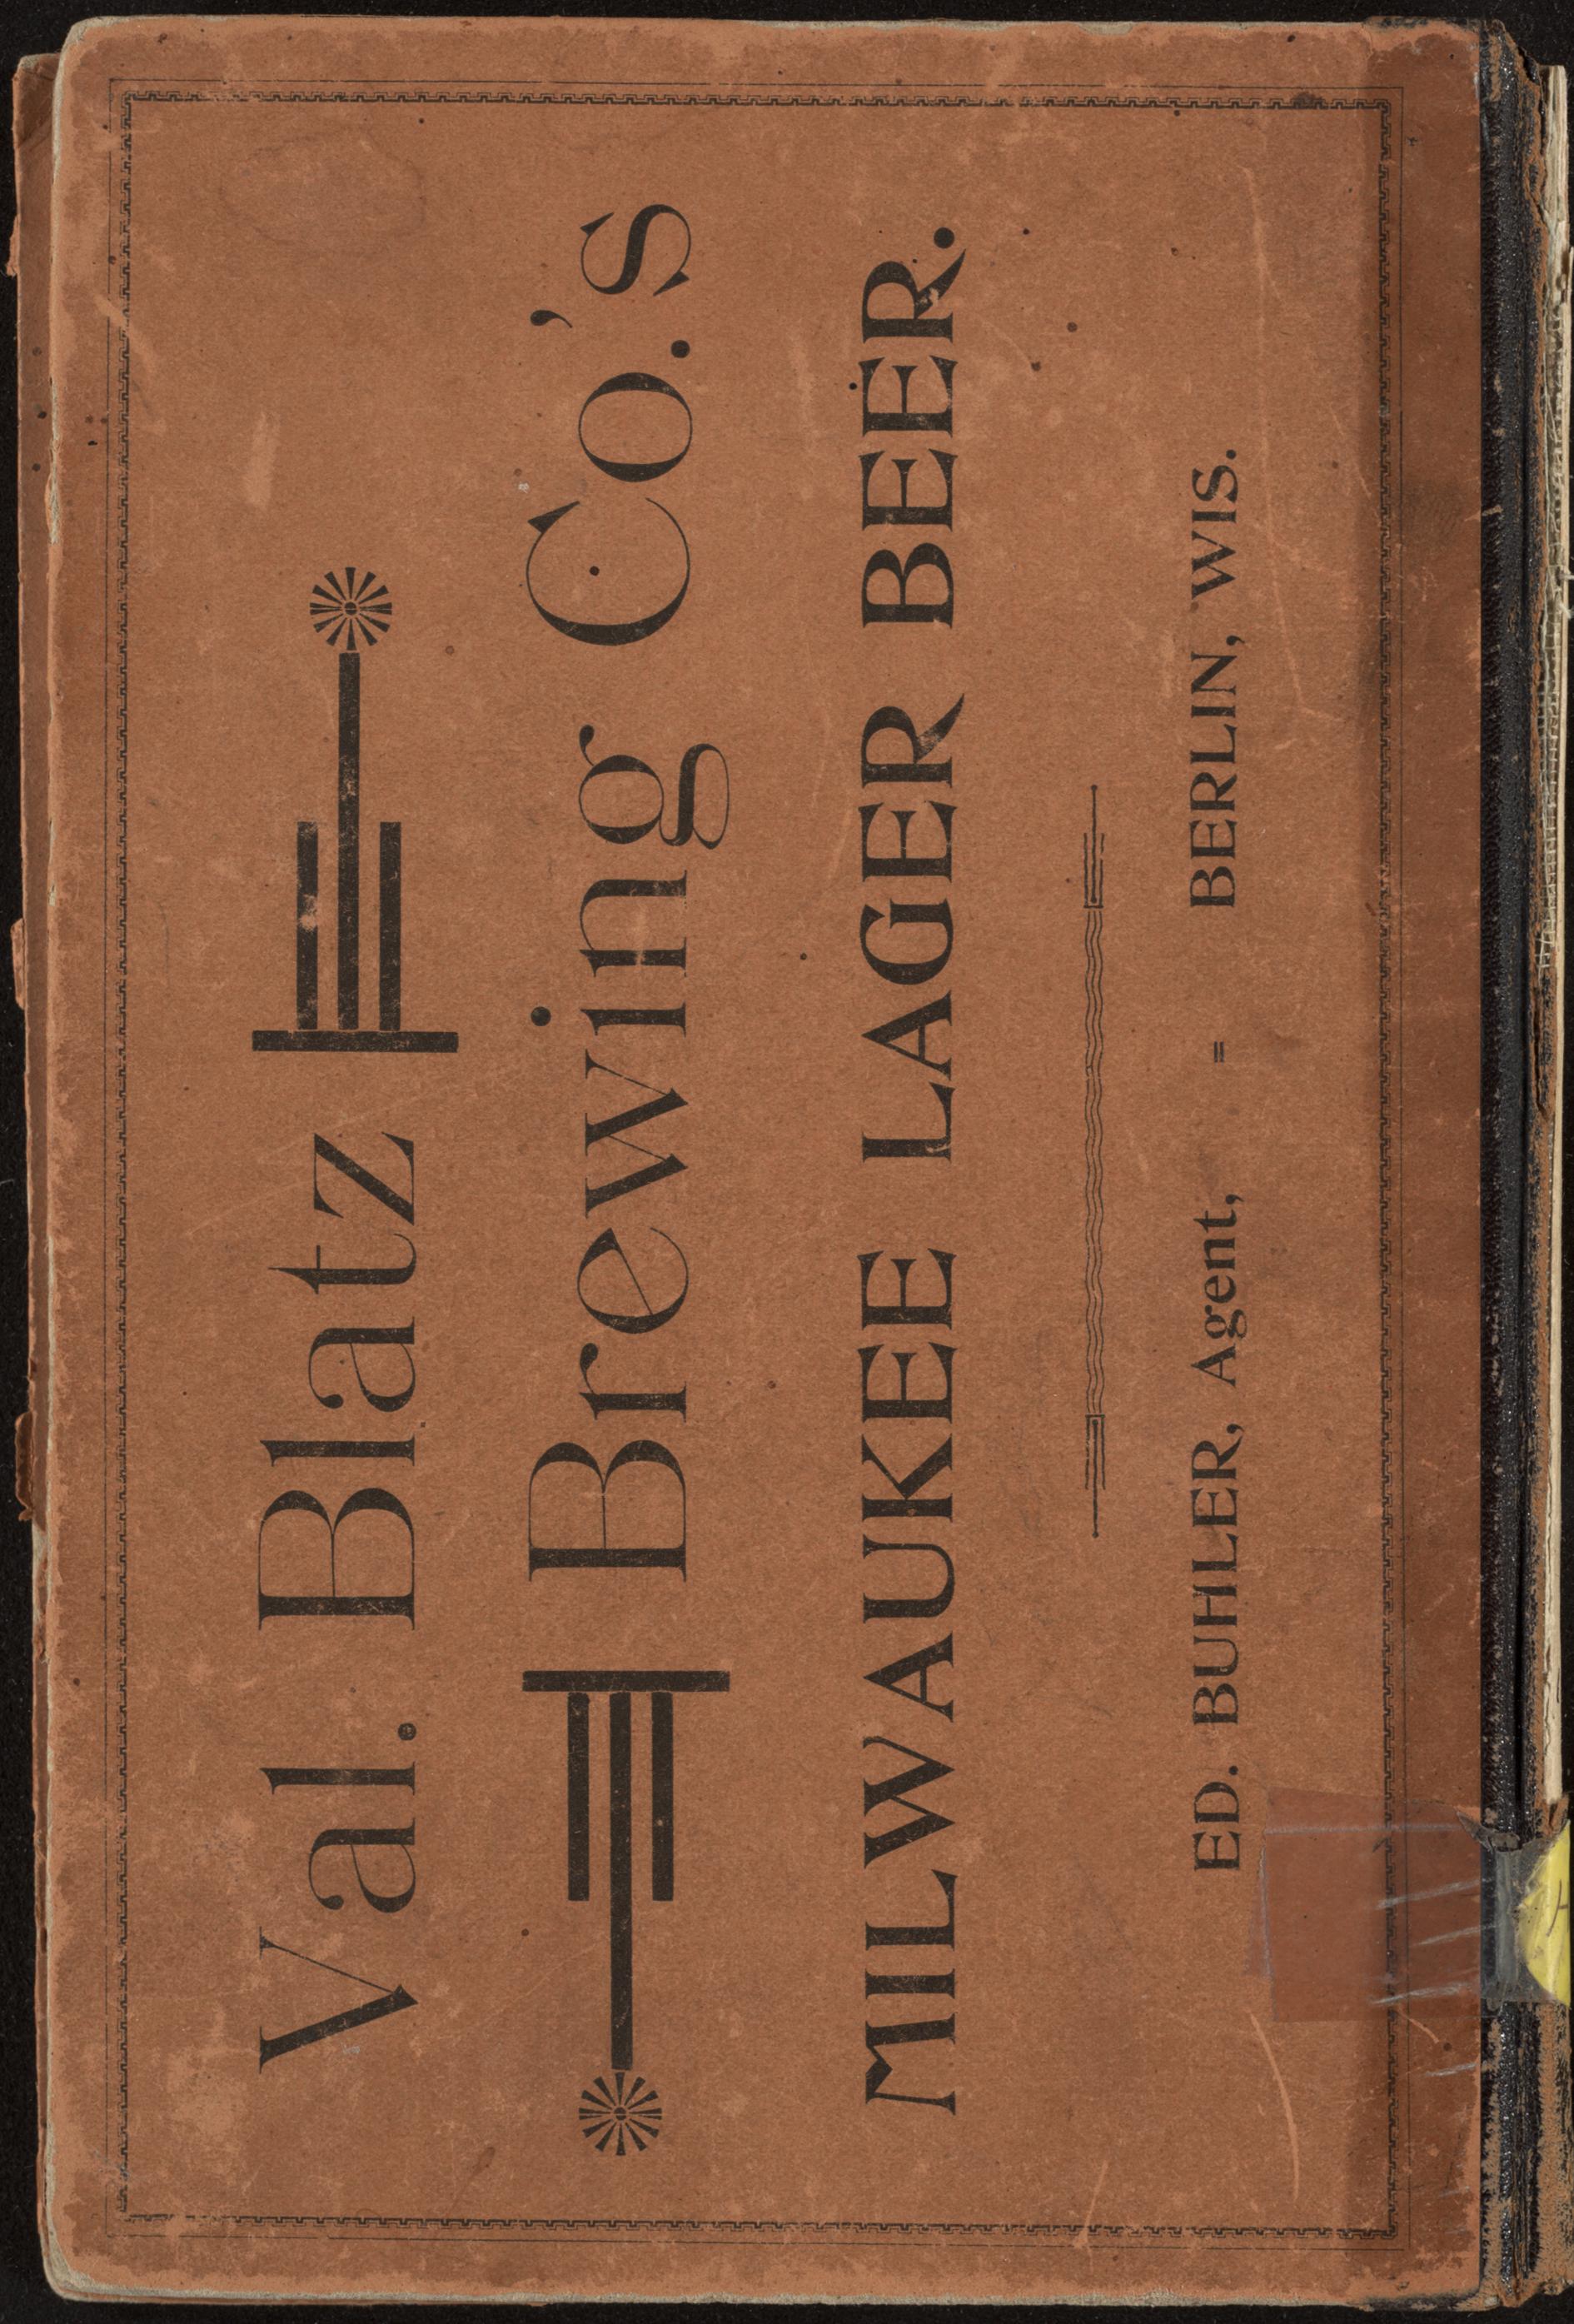 Val. Blatz
Brewing Co.'s
MILWAUKEE LAGER BEER.
ED. BUHLER, Agent, = BERLIN, WIS.